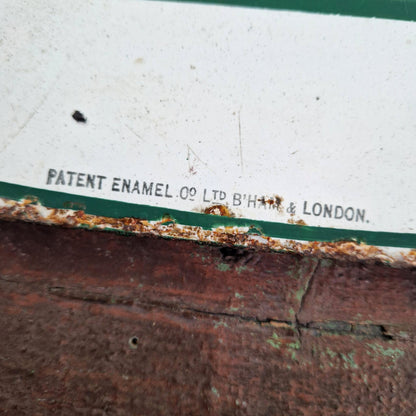 PATENT ENAMEL Co LTD B'HAM & LONDON.